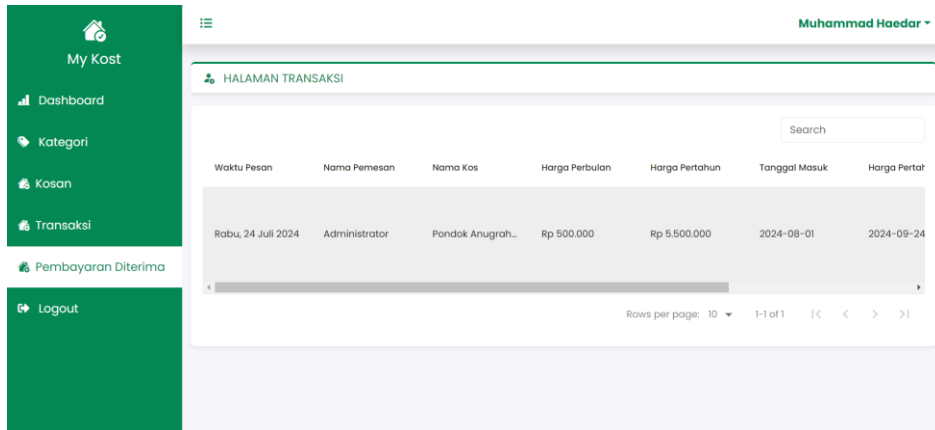 My Kost
Dashboard
Kategori
Kosan
Transaksi
Pembayaran Diterima
Logout
Muhammad Haedar
HALAMAN TRANSAKSI
Search
Waktu Pesan Nama Pemesan Nama Kos Harga Perbulan Harga Pertahun Tanggal Masuk Harga Pertah
Rabu, 24 Juli 2024 Administrator Pondok Anugrah... Rp 500.000 Rp 5.500.000 2024-08-01 2024-09-24
Rows per page: 10 1-1 of 1